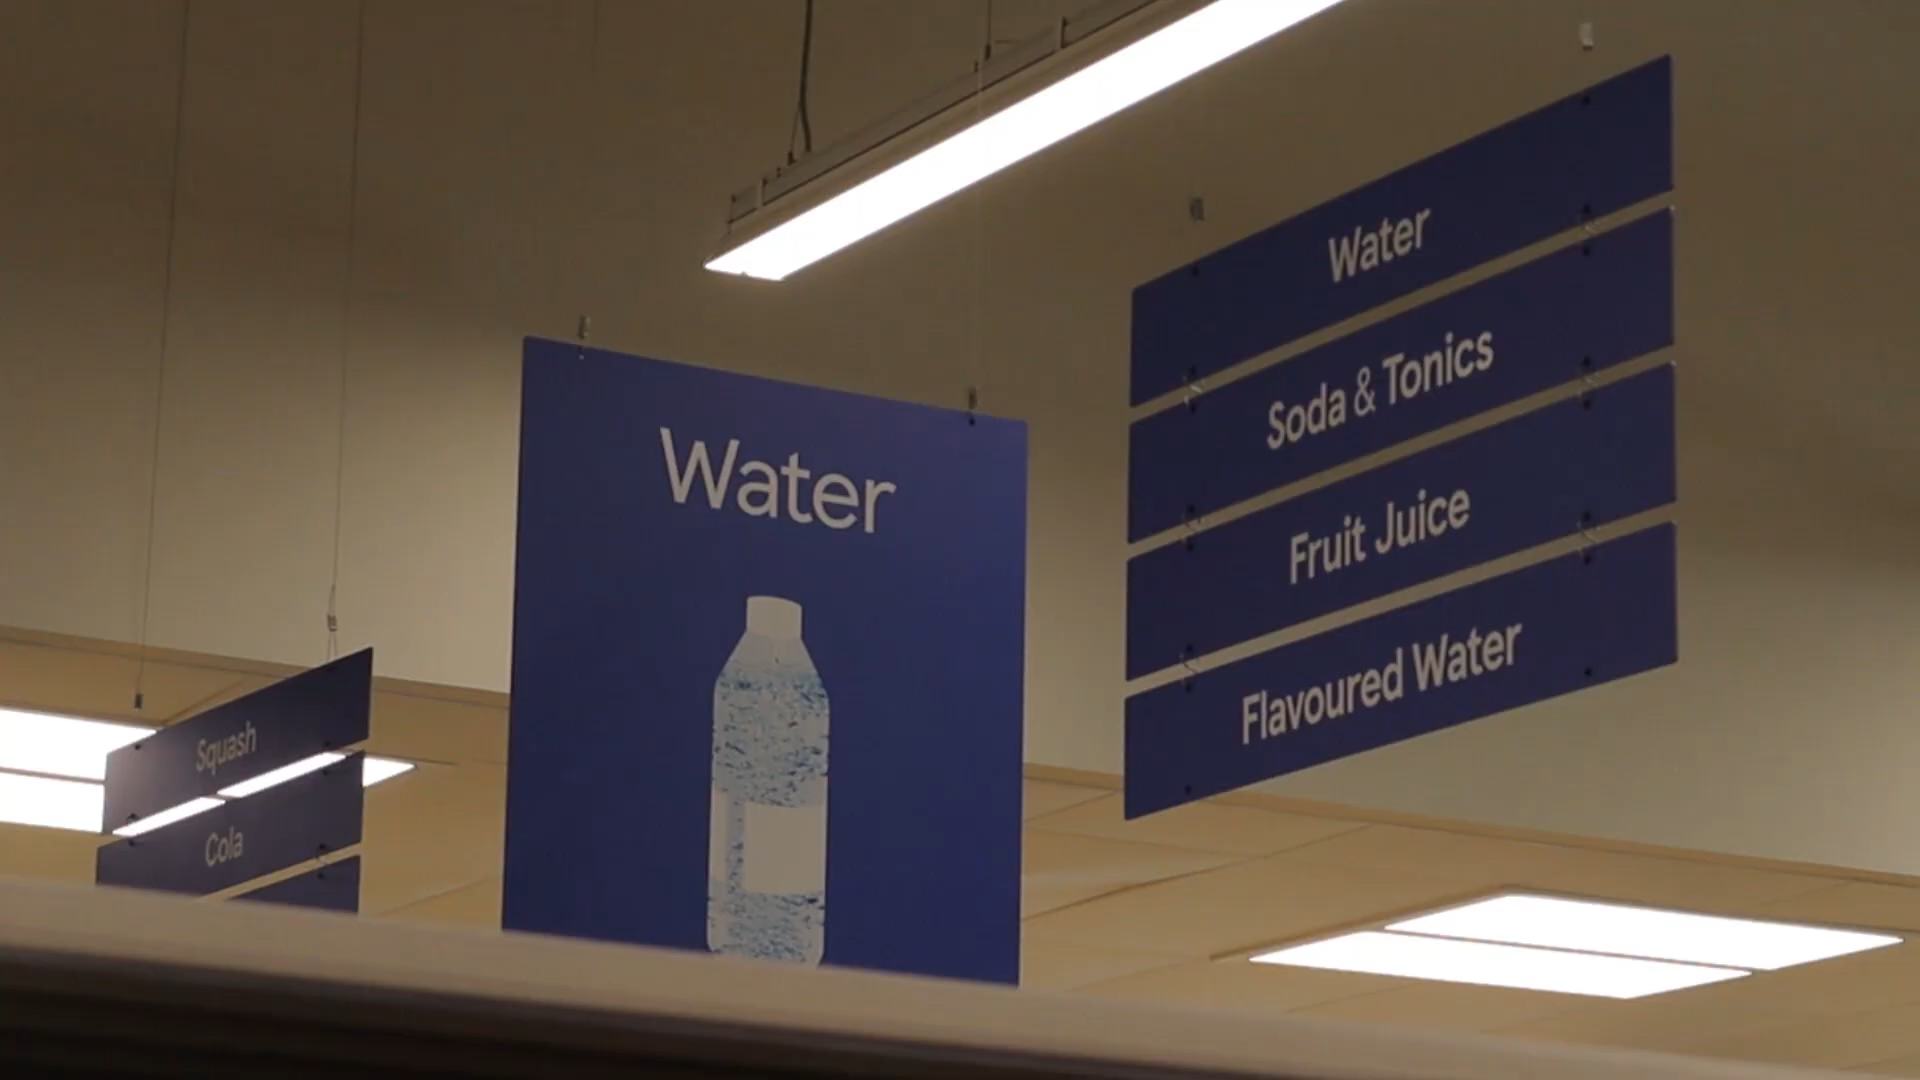 Water
Soda & Tonics
Fruit Juice
Flavoured Water
Water
Squash
Cola